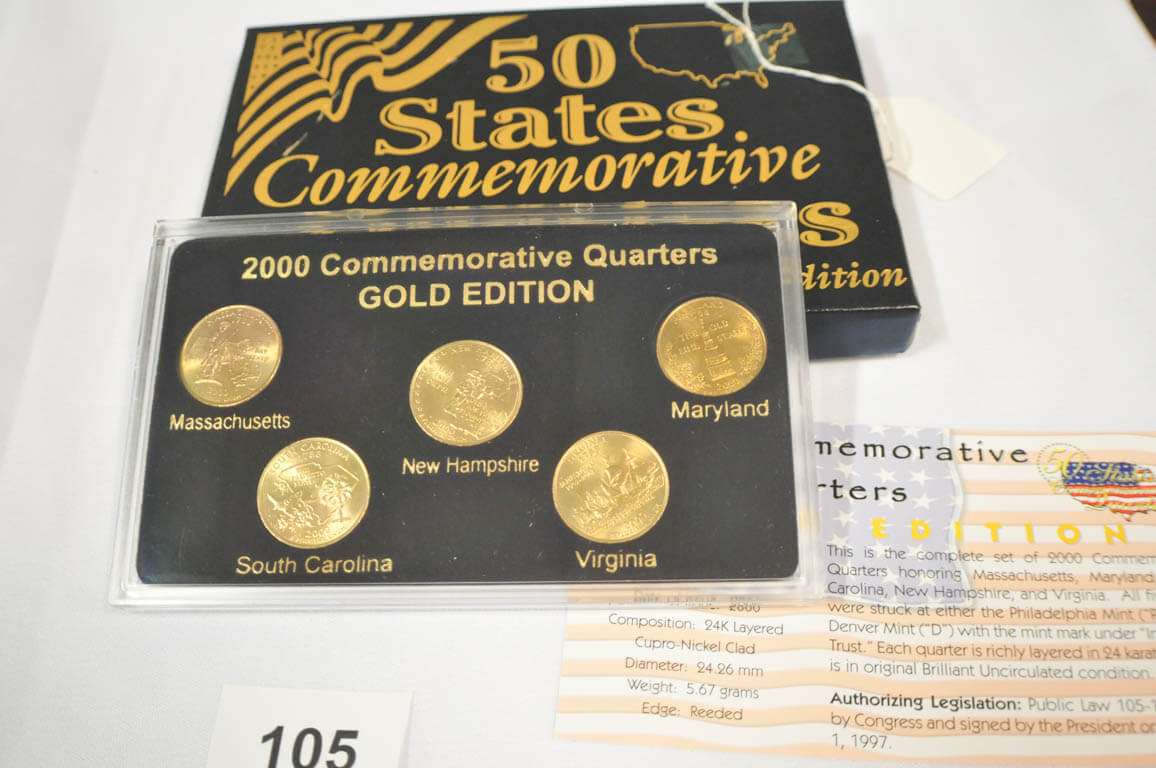 50
States
Commemorative
s
dition
2000 Commemorative Quarters
GOLD EDITION
Massachusetts
New Hampshire
Maryland
South Carolina
Virginia
memorative
rters
EDITION
This is the complete set of 2000 Commem
Quarters honoring Massachusetts, Maryland
Carolina, New Hampshire, and Virginia. All fi
were struck at either the Philadelphia Mint ("P
Denver Mint ("D") with the mint mark under "In
Trust." Each quarter is richly layered in 24 karat
is in original Brilliant Uncirculated condition.
Authorizing Legislation: Public Law 105-1
by Congress and signed by the President on
1, 1997.
2000
Composition: 24K Layered
Cupro-Nickel Clad
Diameter: 24.26 mm
Weight: 5.67 grams
Edge: Reeded
105